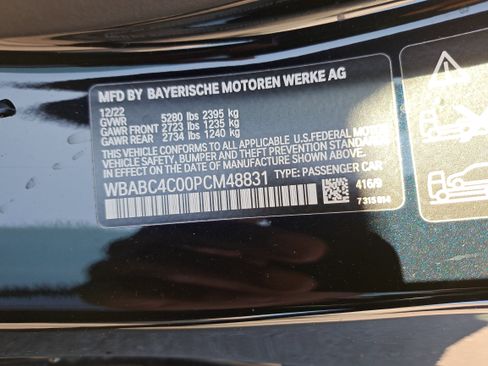 MFD BY BAYERISCHE MOTOREN WERKE AG
12/22
GVWR 5280 lbs 2395 kg
GAWR FRONT 2723 lbs 1235 kg
GAWR REAR 2734 lbs 1240 kg
THIS VEHICLE CONFORMS TO ALL APPLICABLE U.S.FEDERAL MOTOR
VEHICLE SAFETY, BUMPER, AND THEFT PREVENTION STANDARDS
IN EFFECT ON THE DATE OF MANUFACTURE SHOWN ABOVE.
WBABC4C00PCM48831 TYPE: PASSENGER CAR
416/9
7 315 814